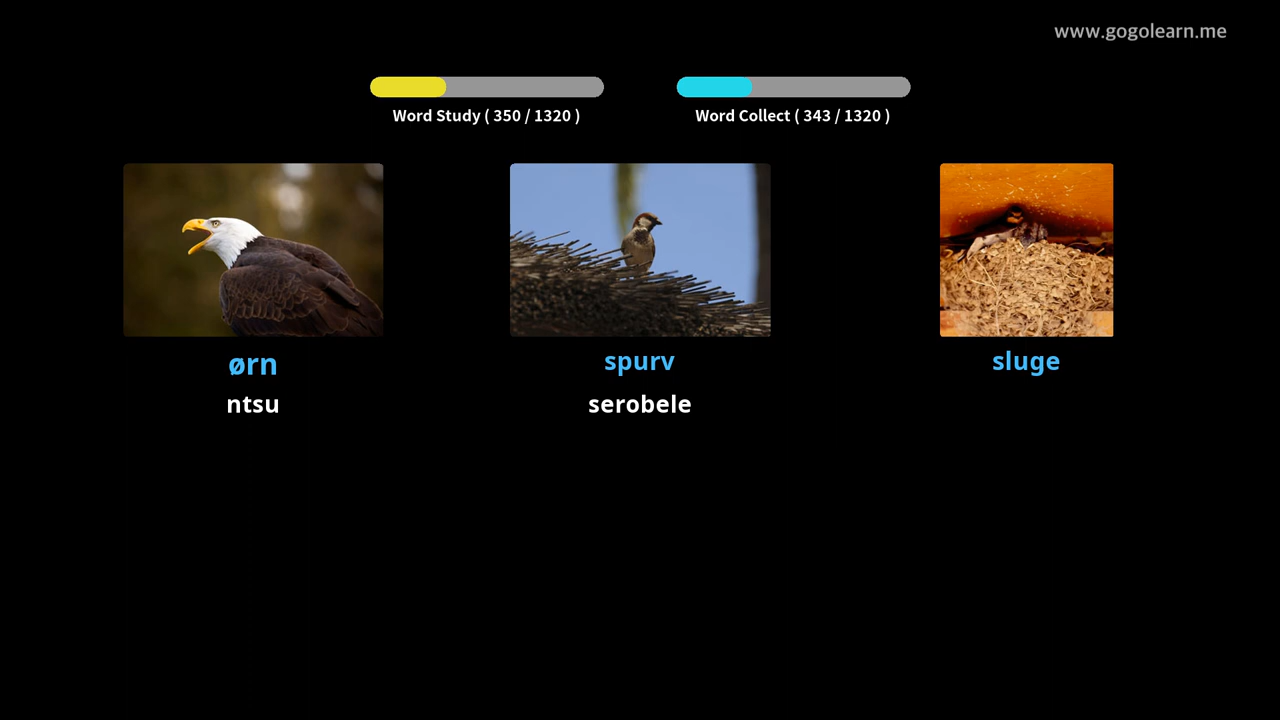 www.gogolearn.me
Word Study ( 350 / 1320 )
Word Collect ( 343 / 1320 )
ørn
spurv
sluge
ntsu
serobele